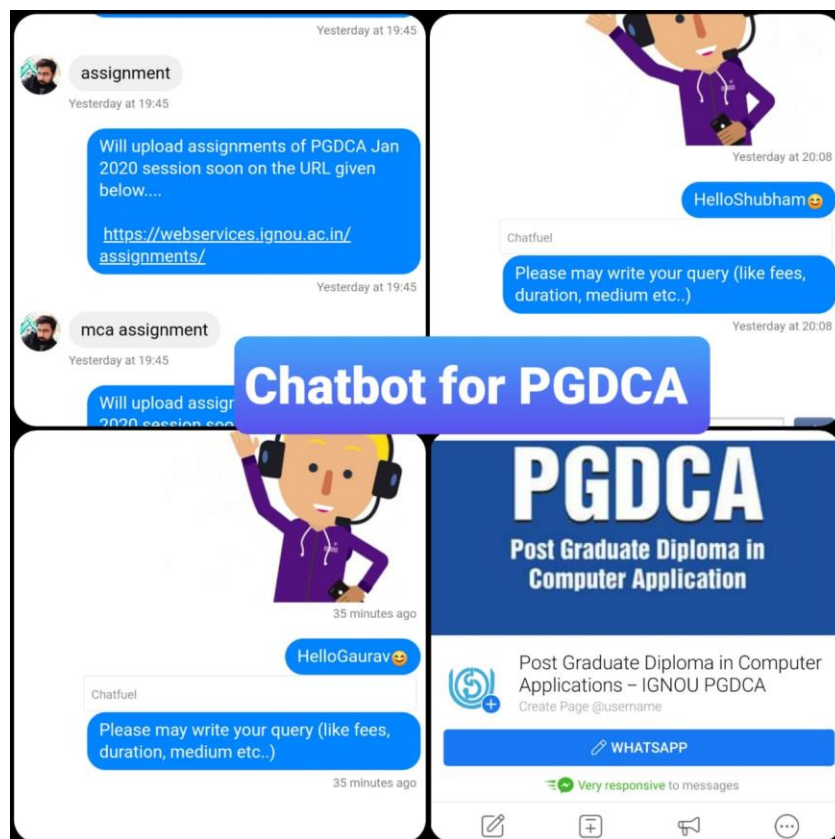 Yesterday at 19:45
assignment
Yesterday at 19:45
Will upload assignments of PGDCA Jan
2020 session soon on the URL given
below....
https://webservices.ignou.ac.in/
assignments/
Yesterday at 19:45
mca assignment
Yesterday at 19:45
Will upload assigr
2020 session soo
Yesterday at 20:08
HelloShubham😊
Chatfuel
Please may write your query (like fees,
duration, medium etc..)
Yesterday at 20:08
Chatbot for PGDCA
35 minutes ago
HelloGaurav😊
Chatfuel
Please may write your query (like fees,
duration, medium etc..)
35 minutes ago
PGDCA
Post Graduate Diploma in
Computer Application
Post Graduate Diploma in Computer
Applications – IGNOU PGDCA
Create Page @username
WHATSAPP
Very responsive to messages